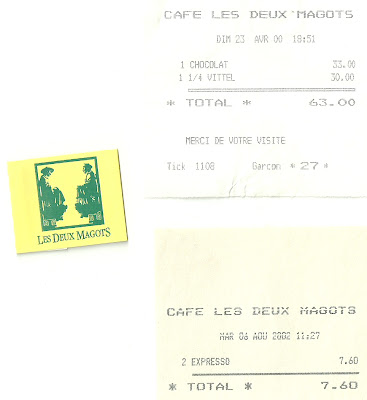 CAFE LES DEUX MAGOTS
DIM 23 AVR 00 18:51
1 CHOCOLAT 33.00
1 1/4 VITTEL 30.00
* TOTAL * 63.00
MERCI DE VOTRE VISITE
Tick 1108 Garcon * 27 *
LES DEUX MAGOTS
CAFE LES DEUX MAGOTS
MAR 06 AOU 2002 11:27
2 EXPRESSO 7.60
* TOTAL * 7.60